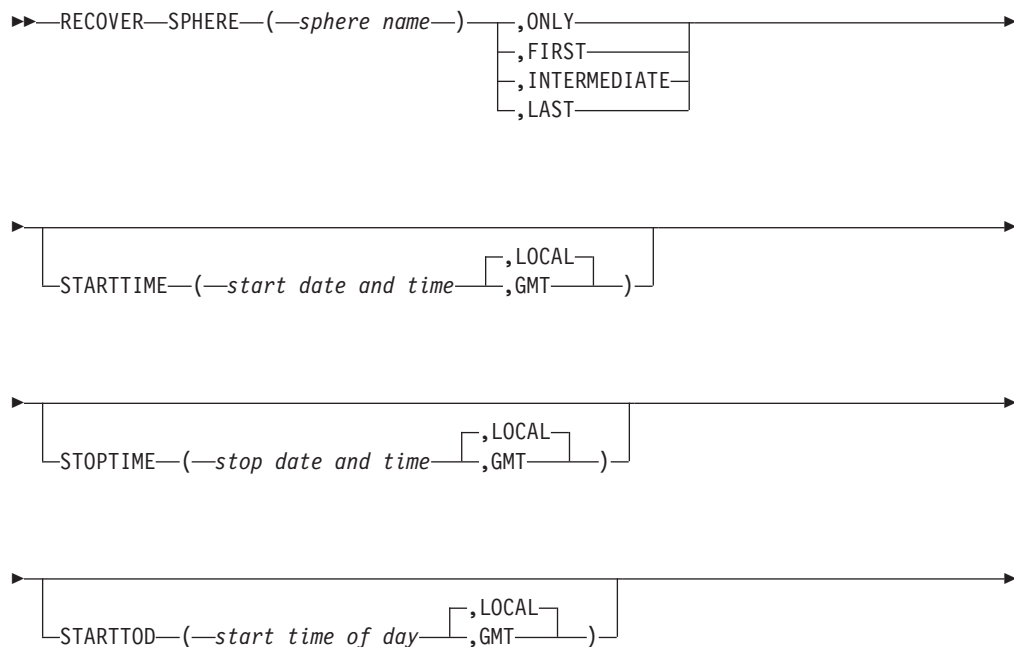 RECOVER SPHERE ( sphere name ) ,ONLY
,FIRST
,INTERMEDIATE
,LAST
,LOCAL
STARTTIME ( start date and time ,GMT )
,LOCAL
STOPTIME ( stop date and time ,GMT )
,LOCAL
STARTTOD ( start time of day ,GMT )